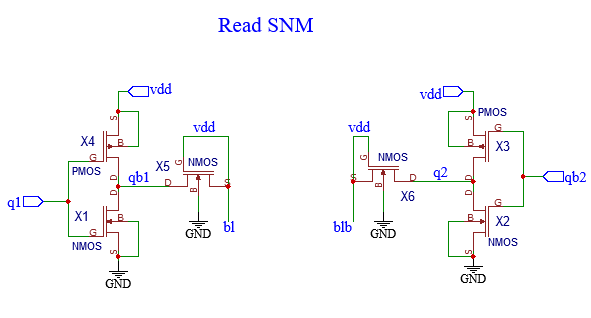 Read SNM
vdd
S
X4
B
G
PMOS
D
q1
qb1
X5
vdd
G
NMOS
D
S
B
GND
bl
D
X1
B
G
NMOS
S
GND
vdd
PMOS
S
G
B
X3
D
vdd
G
NMOS
S
D
B
X6
q2
blb
GND
qb2
D
G
B
X2
NMOS
S
GND